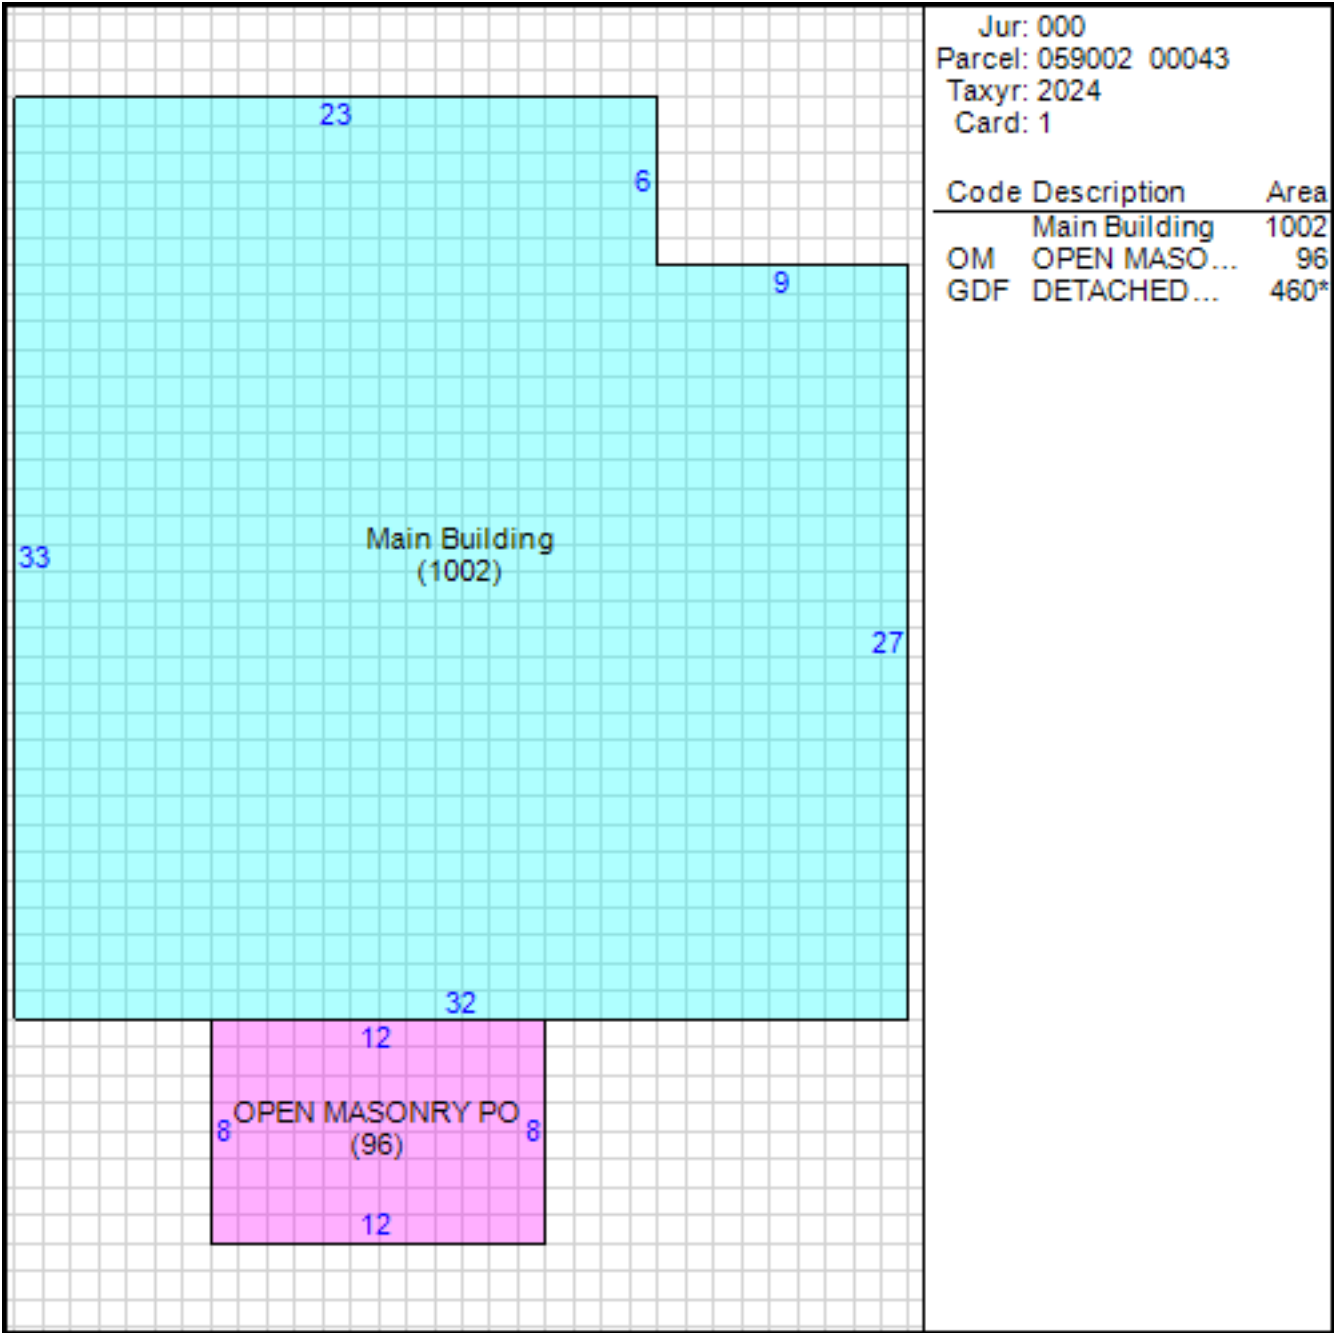 Jur: 000
Parcel: 059002 00043
Taxyr: 2024
Card: 1
Code Description Area
Main Building 1002
OM OPEN MASO... 96
GDF DETACHED... 460*
23
6
9
33
Main Building
(1002)
27
32
12
OPEN MASONRY PO
8 8
(96)
12